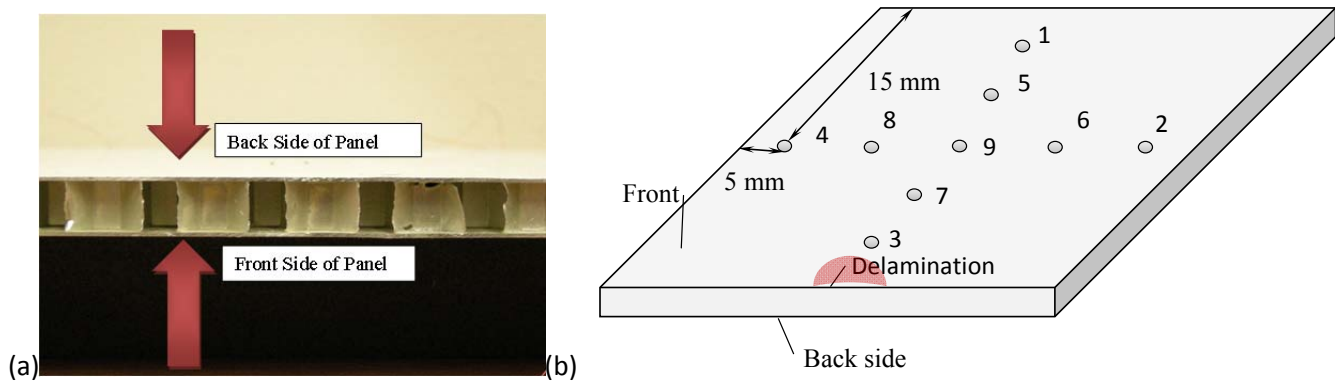 Back Side of Panel
Front Side of Panel
(a)
1
5
15 mm
4
8
9
6
2
5 mm
7
Front
3
Delamination
Back side
(b)